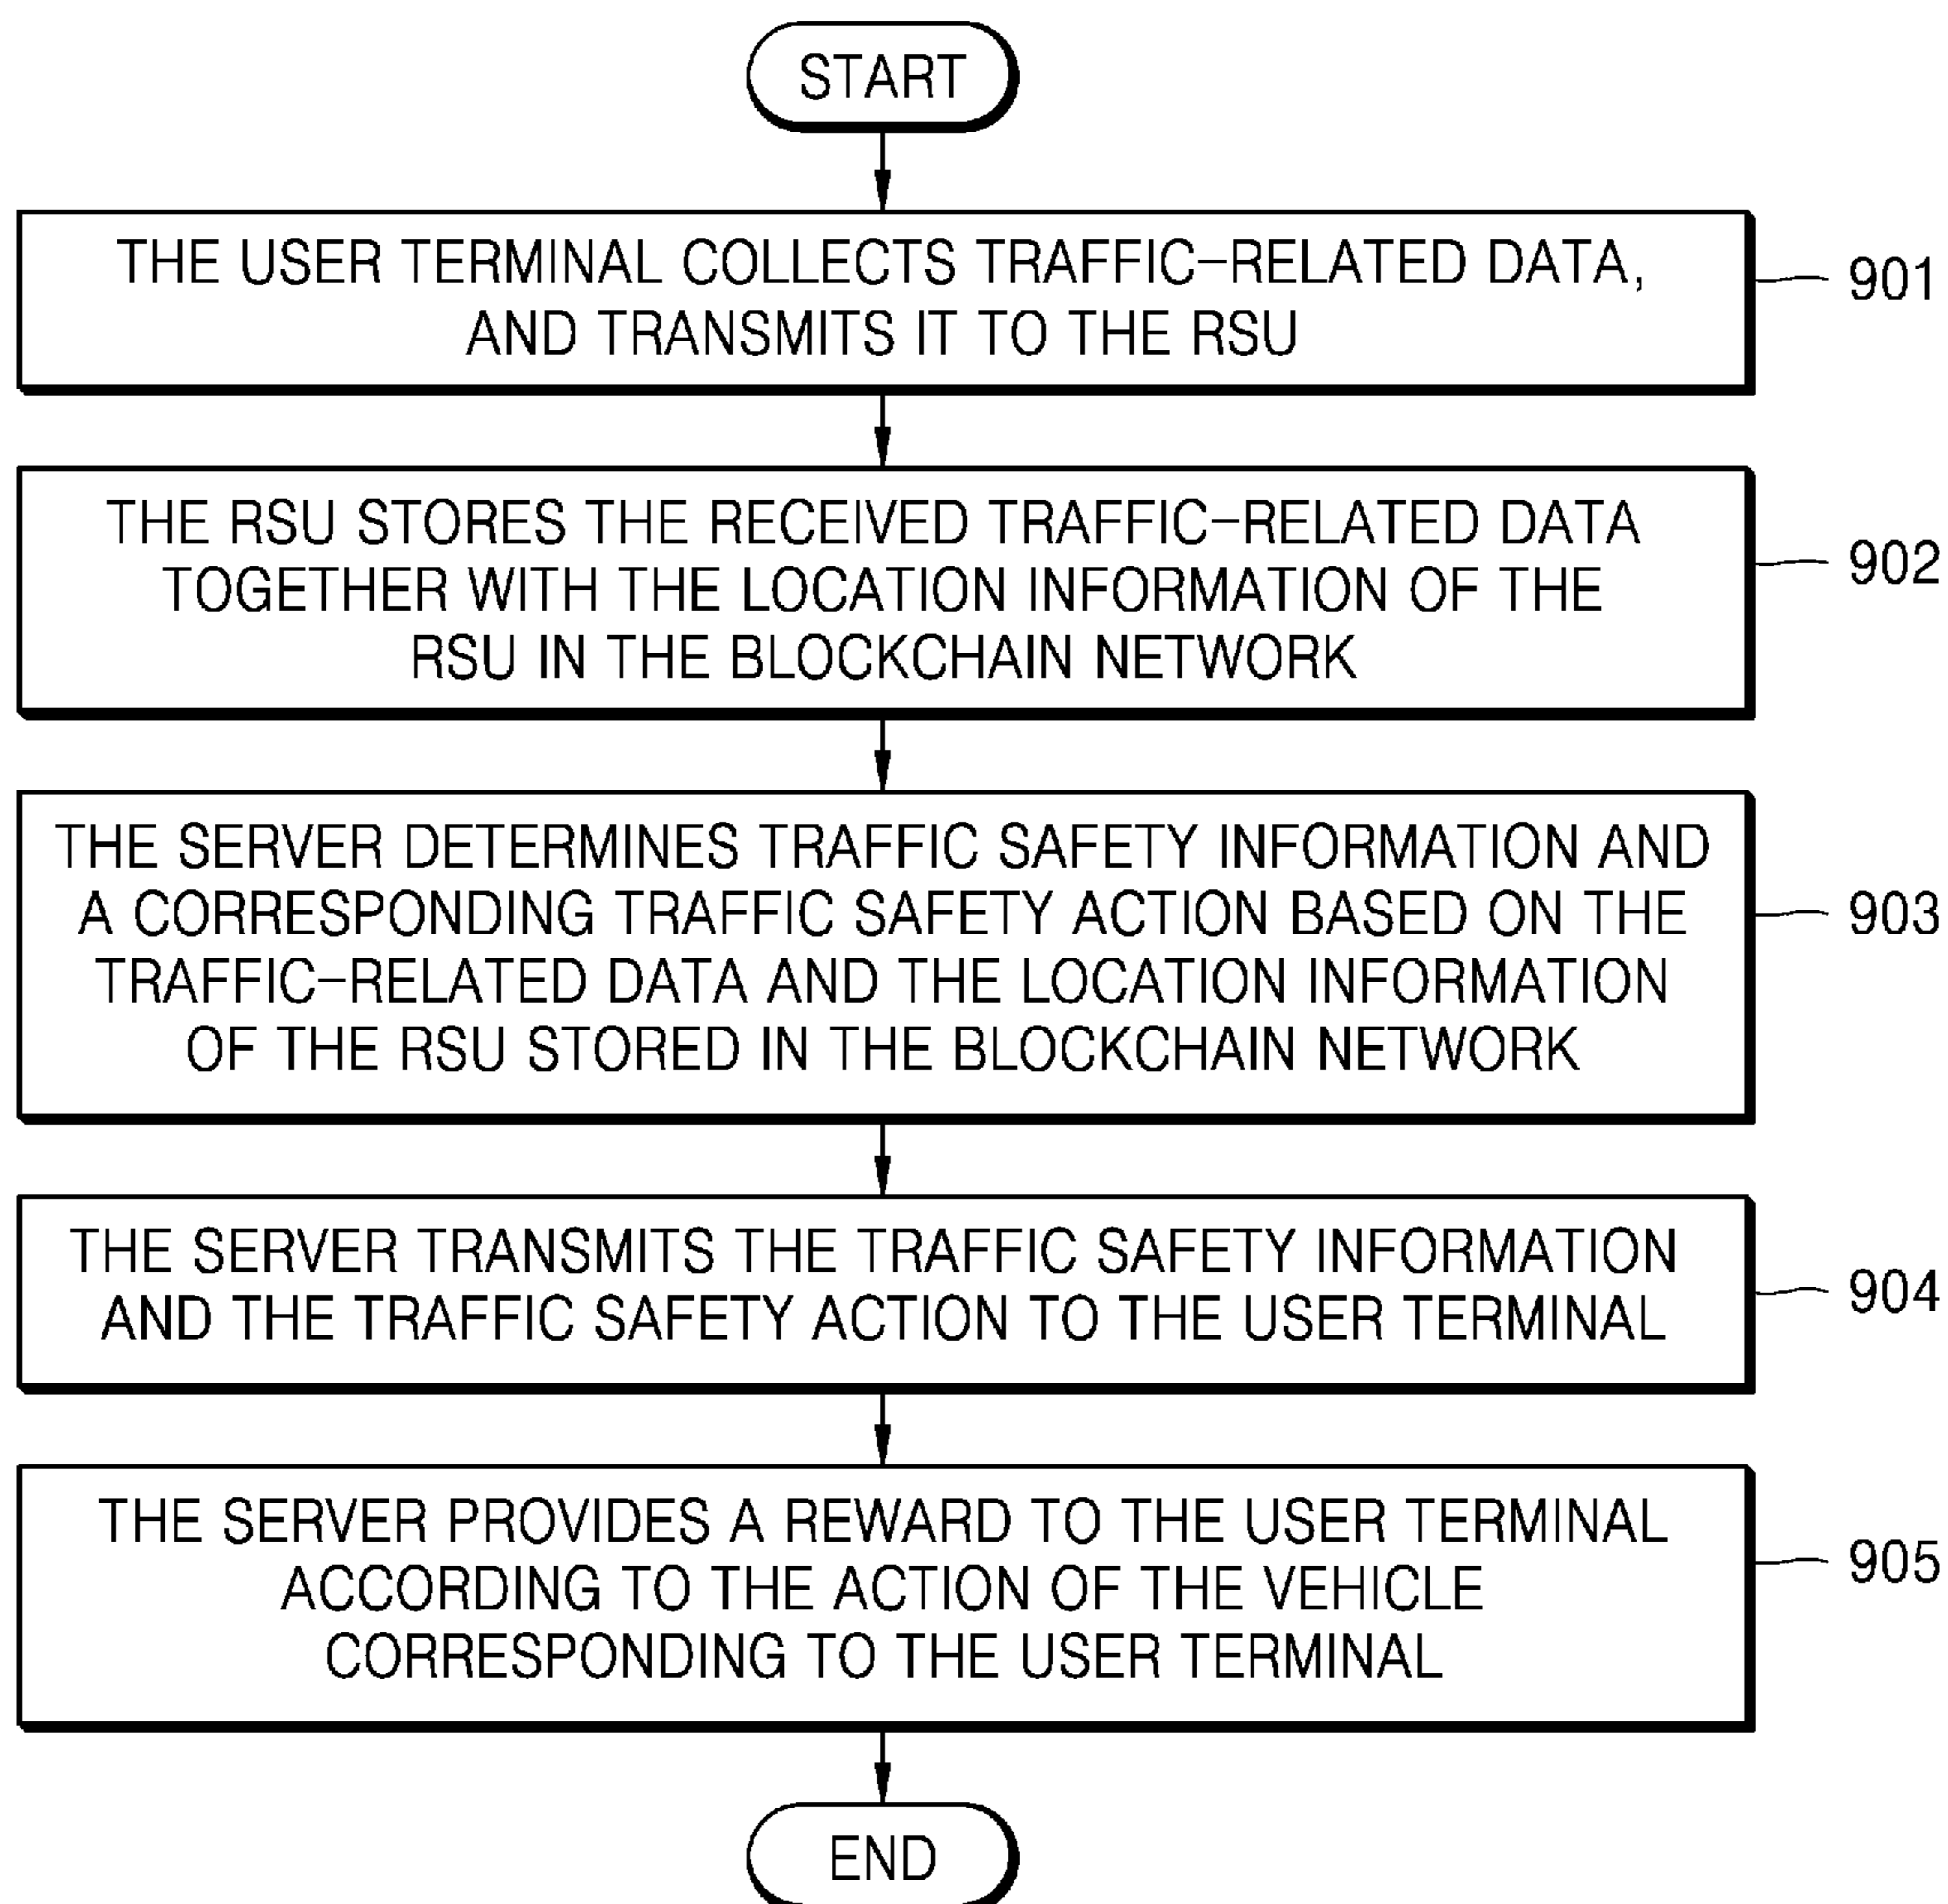 START
THE USER TERMINAL COLLECTS TRAFFIC-RELATED DATA,
AND TRANSMITS IT TO THE RSU
901
THE RSU STORES THE RECEIVED TRAFFIC-RELATED DATA
TOGETHER WITH THE LOCATION INFORMATION OF THE
RSU IN THE BLOCKCHAIN NETWORK
902
THE SERVER DETERMINES TRAFFIC SAFETY INFORMATION AND
A CORRESPONDING TRAFFIC SAFETY ACTION BASED ON THE
TRAFFIC-RELATED DATA AND THE LOCATION INFORMATION
OF THE RSU STORED IN THE BLOCKCHAIN NETWORK
903
THE SERVER TRANSMITS THE TRAFFIC SAFETY INFORMATION
AND THE TRAFFIC SAFETY ACTION TO THE USER TERMINAL
904
THE SERVER PROVIDES A REWARD TO THE USER TERMINAL
ACCORDING TO THE ACTION OF THE VEHICLE
CORRESPONDING TO THE USER TERMINAL
905
END